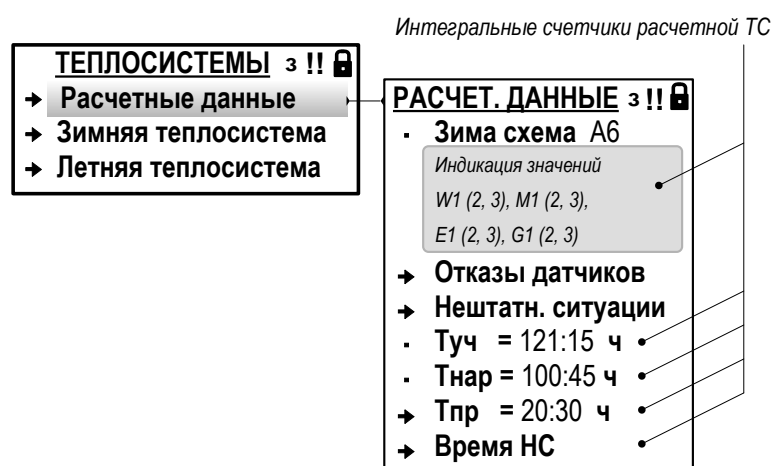 Интегральные счетчики расчетной ТС
ТЕПЛОСИСТЕМЫ з !!
Расчетные данные
Зимняя теплосистема
Летняя теплосистема
РАСЧЕТ. ДАННЫЕ з !!
Зима схема А6
Индикация значений
W1 (2, 3), M1 (2, 3),
E1 (2, 3), G1 (2, 3)
Отказы датчиков
Нештатн. ситуации
Туч = 121:15 ч
Тнар = 100:45 ч
Тпр = 20:30 ч
Время НС